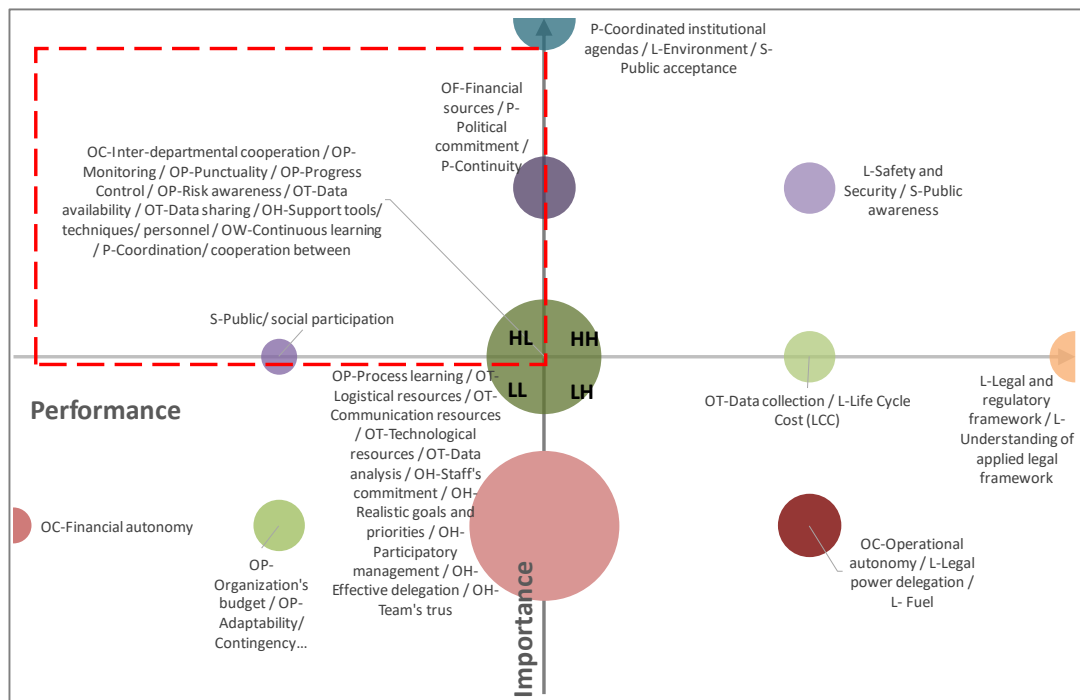 P-Coordinated institutional
agendas / L-Environment / S-
Public acceptance
OF-Financial
sources / P-
Political
commitment /
P-Continuity
OC-Inter-departmental cooperation / OP-
Monitoring / OP-Punctuality / OP-Progress
Control / OP-Risk awareness / OT-Data
availability / OT-Data sharing / OH-Support tools/
techniques/ personnel / OW-Continuous learning
/ P-Coordination/ cooperation between
L-Safety and
Security / S-Public
awareness
S-Public/ social participation
HL
HH
LL
LH
Performance
OP-Process learning / OT-
Logistical resources / OT-
Communication resources
/ OT-Technological
resources / OT-Data
analysis / OH-Staff's
commitment / OH-
Realistic goals and
priorities / OH-
Participatory
management / OH-
Effective delegation / OH-
Team's trus
OT-Data collection / L-Life Cycle
Cost (LCC)
L-Legal and
regulatory
framework / L-
Understanding of
applied legal
framework
OC-Financial autonomy
OP-
Organization's
budget / OP-
Adaptability/
Contingency...
OC-Operational
autonomy / L-Legal
power delegation /
L- Fuel
Importance